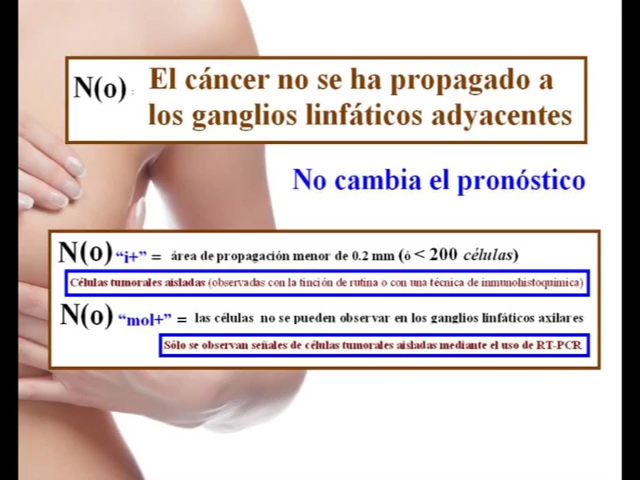 N(o) : El cáncer no se ha propagado a
los ganglios linfáticos adyacentes
No cambia el pronóstico
N(o) “i+” = área de propagación menor de 0.2 mm (ó < 200 células)
Células tumorales aisladas (observadas con la tinción de rutina o con una técnica de inmunohistoquímica)
N(o) “mol+” = las células no se pueden observar en los ganglios linfáticos axilares
Sólo se observan señales de células tumorales aisladas mediante el uso de RT-PCR